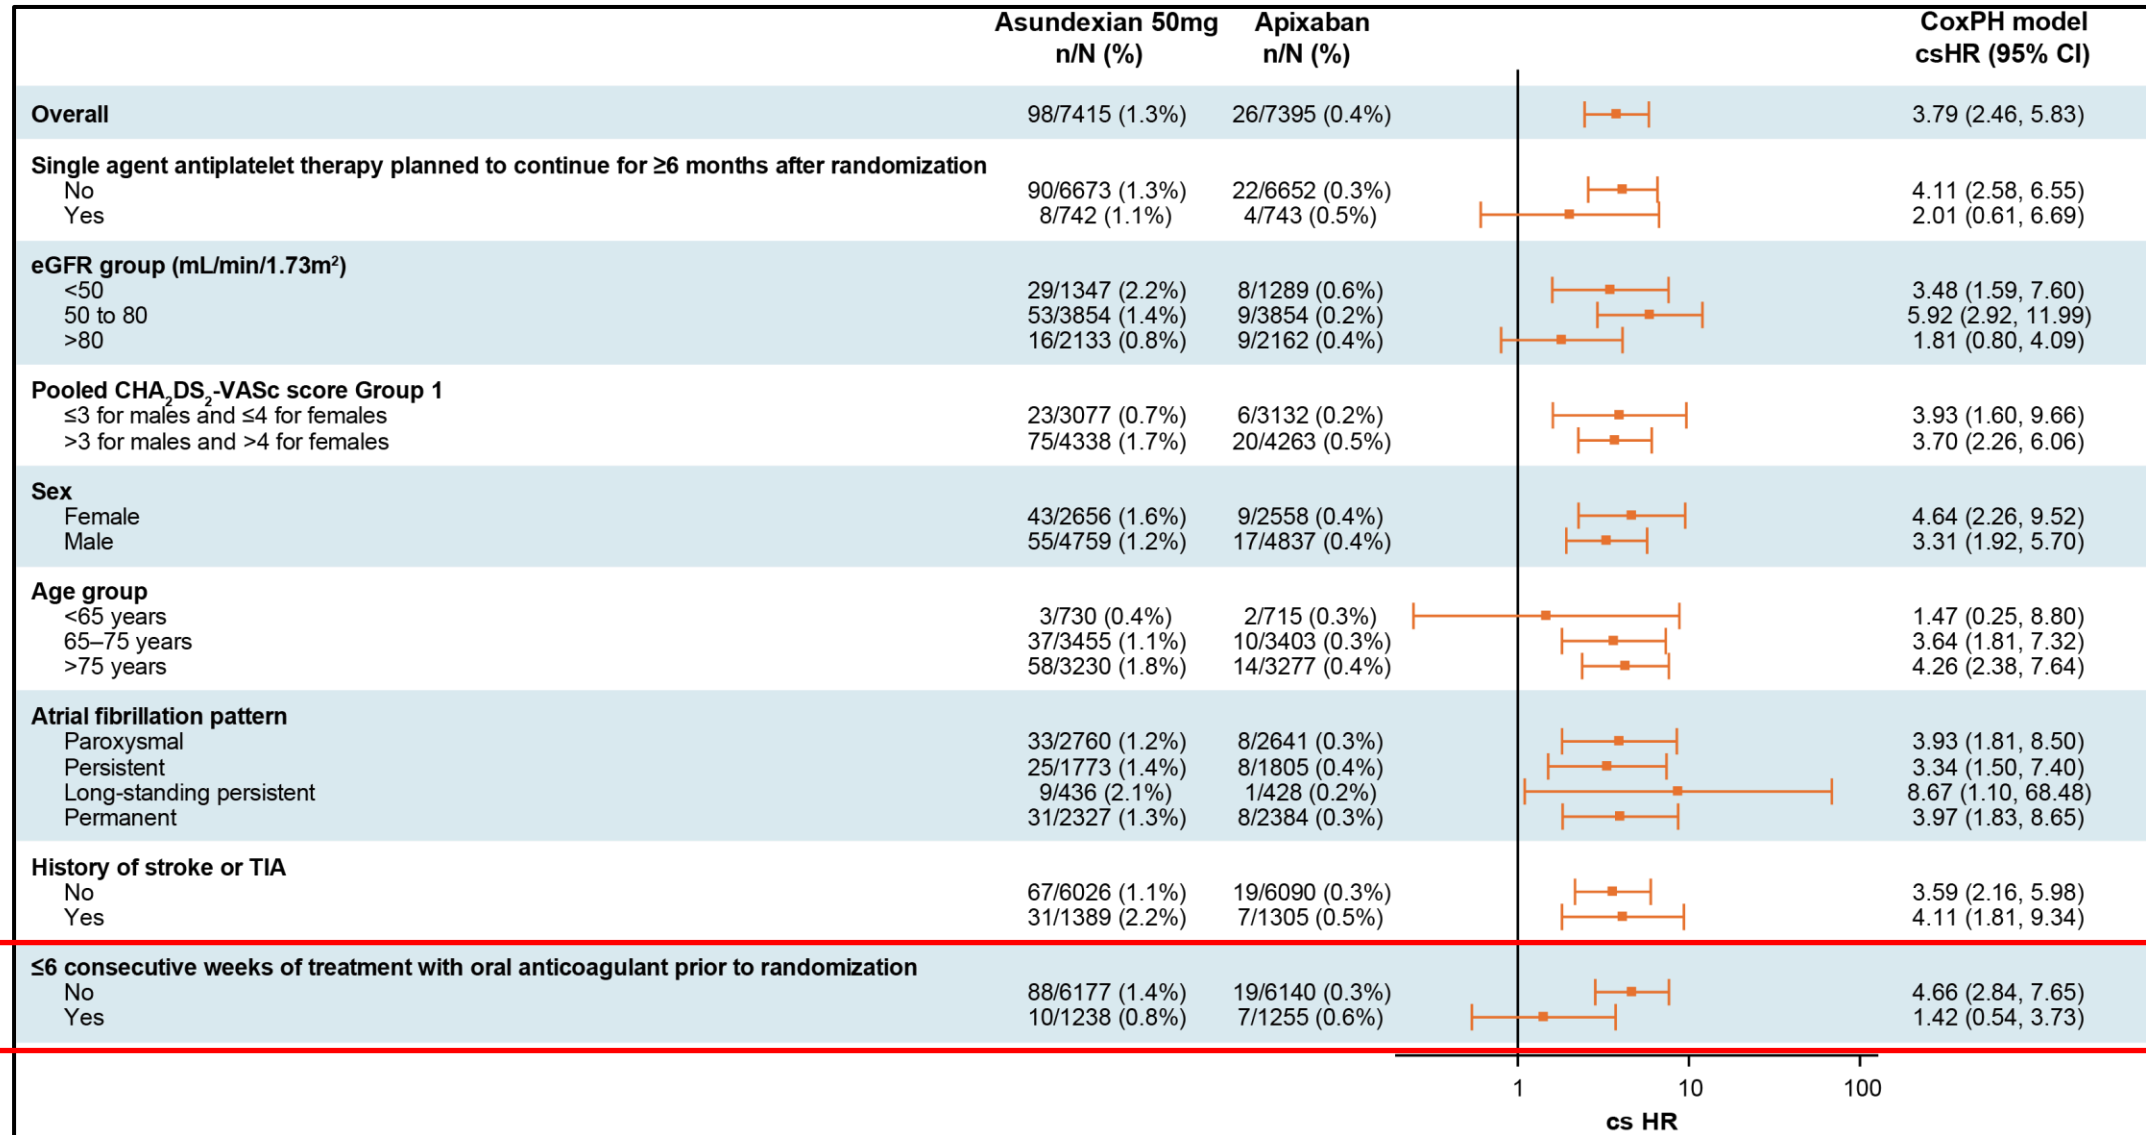 Asundexian 50mg Apixaban CoxPH model
n/N (%) n/N (%) csHR (95% CI)
Overall 98/7415 (1.3%) 26/7395 (0.4%) 3.79 (2.46, 5.83)
Single agent antiplatelet therapy planned to continue for ≥6 months after randomization
No 90/6673 (1.3%) 22/6652 (0.3%) 4.11 (2.58, 6.55)
Yes 8/742 (1.1%) 4/743 (0.5%) 2.01 (0.61, 6.69)
eGFR group (mL/min/1.73m²)
<50 29/1347 (2.2%) 8/1289 (0.6%) 3.48 (1.59, 7.60)
50 to 80 53/3854 (1.4%) 9/3854 (0.2%) 5.92 (2.92, 11.99)
>80 16/2133 (0.8%) 9/2162 (0.4%) 1.81 (0.80, 4.09)
Pooled CHA₂DS₂-VASc score Group 1
≤3 for males and ≤4 for females 23/3077 (0.7%) 6/3132 (0.2%) 3.93 (1.60, 9.66)
>3 for males and >4 for females 75/4338 (1.7%) 20/4263 (0.5%) 3.70 (2.26, 6.06)
Sex
Female 43/2656 (1.6%) 9/2558 (0.4%) 4.64 (2.26, 9.52)
Male 55/4759 (1.2%) 17/4837 (0.4%) 3.31 (1.92, 5.70)
Age group
<65 years 3/730 (0.4%) 2/715 (0.3%) 1.47 (0.25, 8.80)
65–75 years 37/3455 (1.1%) 10/3403 (0.3%) 3.64 (1.81, 7.32)
>75 years 58/3230 (1.8%) 14/3277 (0.4%) 4.26 (2.38, 7.64)
Atrial fibrillation pattern
Paroxysmal 33/2760 (1.2%) 8/2641 (0.3%) 3.93 (1.81, 8.50)
Persistent 25/1773 (1.4%) 8/1805 (0.4%) 3.34 (1.50, 7.40)
Long-standing persistent 9/436 (2.1%) 1/428 (0.2%) 8.67 (1.10, 68.48)
Permanent 31/2327 (1.3%) 8/2384 (0.3%) 3.97 (1.83, 8.65)
History of stroke or TIA
No 67/6026 (1.1%) 19/6090 (0.3%) 3.59 (2.16, 5.98)
Yes 31/1389 (2.2%) 7/1305 (0.5%) 4.11 (1.81, 9.34)
≤6 consecutive weeks of treatment with oral anticoagulant prior to randomization
No 88/6177 (1.4%) 19/6140 (0.3%) 4.66 (2.84, 7.65)
Yes 10/1238 (0.8%) 7/1255 (0.6%) 1.42 (0.54, 3.73)
1 10 100
cs HR